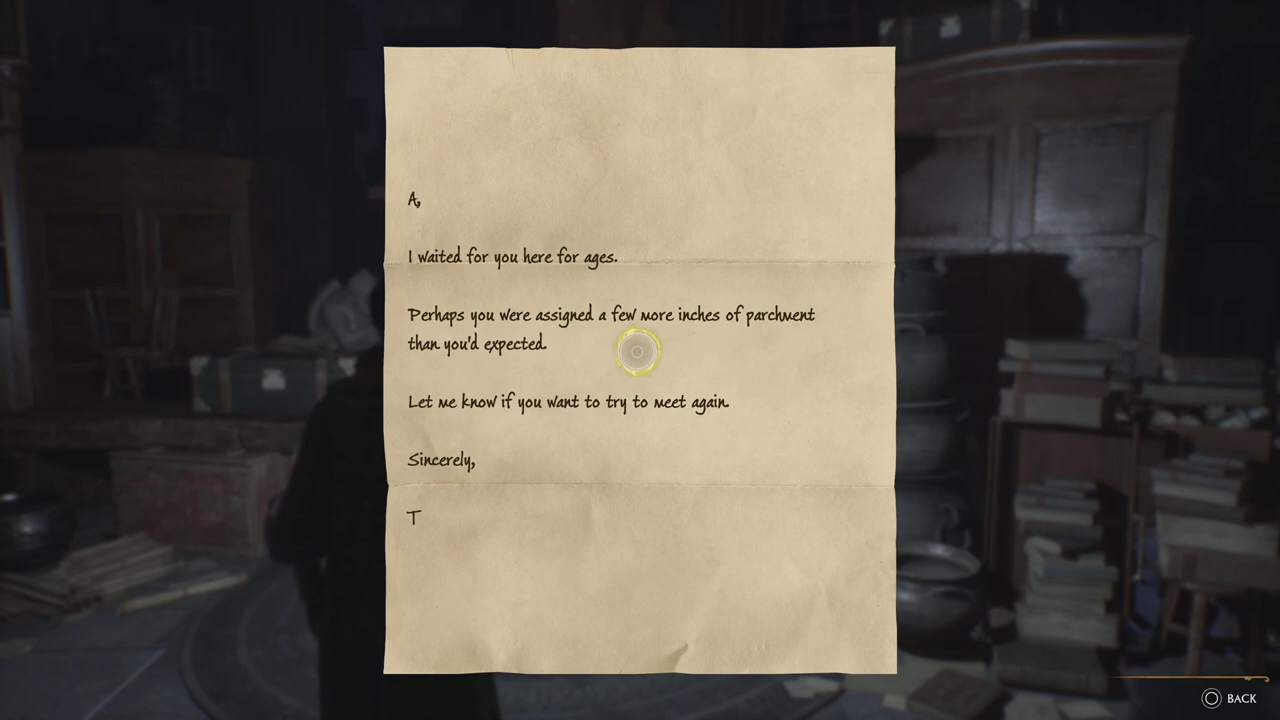 A,
I waited for you here for ages.
Perhaps you were assigned a few more inches of parchment
than you'd expected.
Let me know if you want to try to meet again.
Sincerely,
T
BACK